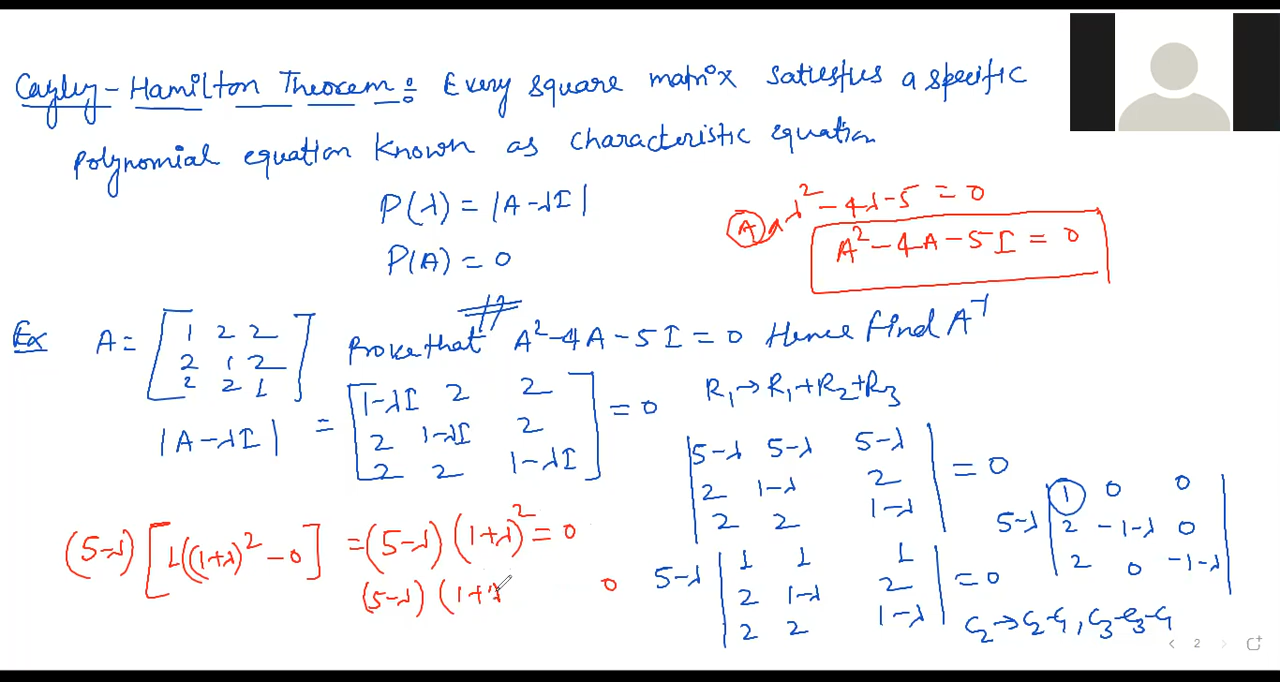 Cayley-Hamilton Theorem : Every square matrix satisfies a specific
polynomial equation known as characteristic equation
P(λ) = |A-λI|
P(A) = 0
(A) λ² - 4λ - 5 = 0
A² - 4A - 5I = 0
Ex A = [1 2 2
2 1 2
2 2 1] Prove that A² - 4A - 5I = 0 Hence Find A⁻¹
|A-λI| = [1-λI 2 2
2 1-λI 2
2 2 1-λI] = 0
R₁→R₁+R₂+R₃
|5-λ 5-λ 5-λ
2 1-λ 2
2 2 1-λ| = 0
5-λ |1 1 1
2 1-λ 2
2 2 1-λ| = 0
C₂→C₂-C₁, C₃-C₃-C₁
5-λ |1 0 0
2 -1-λ 0
2 0 -1-λ|
(5-λ) [1((1+λ)² - 0] = (5-λ) (1+λ)² = 0
(5-λ) (1+λ 0
2